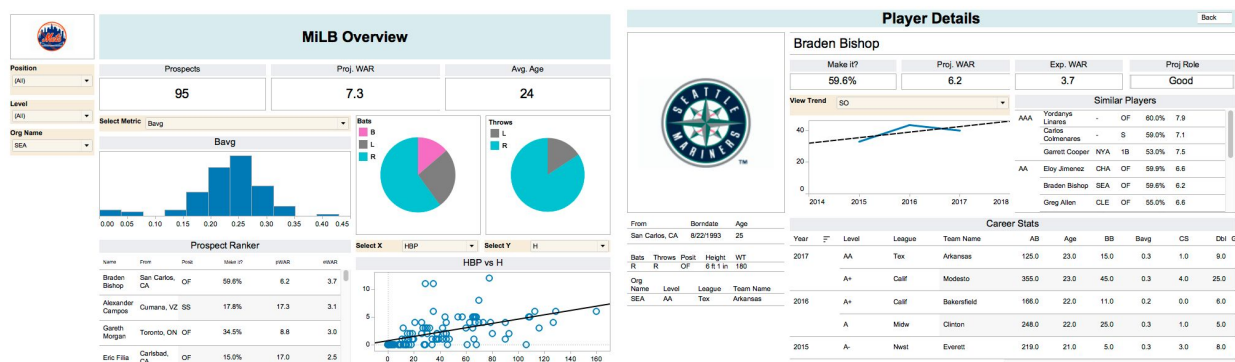 MiLB Overview
Position
(All)
Level
(All)
Org Name
SEA
Prospects Proj. WAR Avg. Age
95 7.3 24
Select Metric Bavg
Bavg
0.00 0.05 0.10 0.15 0.20 0.25 0.30 0.35 0.40 0.45
Bats
B
L
R
Throws
L
R
Prospect Ranker
Name From Posit Make it? pWAR eWAR
Braden Bishop San Carlos, CA OF 59.6% 6.2 3.7
Alexander Campos Cumana, VZ SS 17.8% 17.3 3.1
Gareth Morgan Toronto, ON OF 34.5% 8.8 3.0
Eric Filia Carlsbad, CA OF 15.0% 17.0 2.5
Select X HBP Select Y H
HBP vs H
10
5
0
0 20 40 60 80 100 120 140 160
Player Details
Back
SEATTLE
MARINERS
TM
From Borndate Age
San Carlos, CA 8/22/1993 25
Bats Throws Posit Height WT
R R OF 6 ft 1 in 180
Org Name Level League Team Name
SEA AA Tex Arkansas
Braden Bishop
Make it? Proj. WAR Exp. WAR Proj Role
59.6% 6.2 3.7 Good
View Trend SO
40
20
0
2014 2015 2016 2017 2018
Similar Players
AAA Yordanys Linares - OF 60.0% 7.9
Carlos Colmenares - S 59.0% 7.1
Garrett Cooper NYA 1B 53.0% 7.5
AA Eloy Jimenez CHA OF 59.9% 6.6
Braden Bishop SEA OF 59.6% 6.2
Greg Allen CLE OF 55.0% 6.6
Career Stats
Year Level League Team Name AB Age BB Bavg CS Dbl G
2017 AA Tex Arkansas 125.0 23.0 15.0 0.3 1.0 9.0
A+ Calif Modesto 355.0 23.0 45.0 0.3 4.0 25.0
2016 A+ Calif Bakersfield 166.0 22.0 11.0 0.2 0.0 6.0
A Midw Clinton 248.0 22.0 25.0 0.3 1.0 5.0
2015 A- Nwst Everett 219.0 21.0 5.0 0.3 3.0 8.0